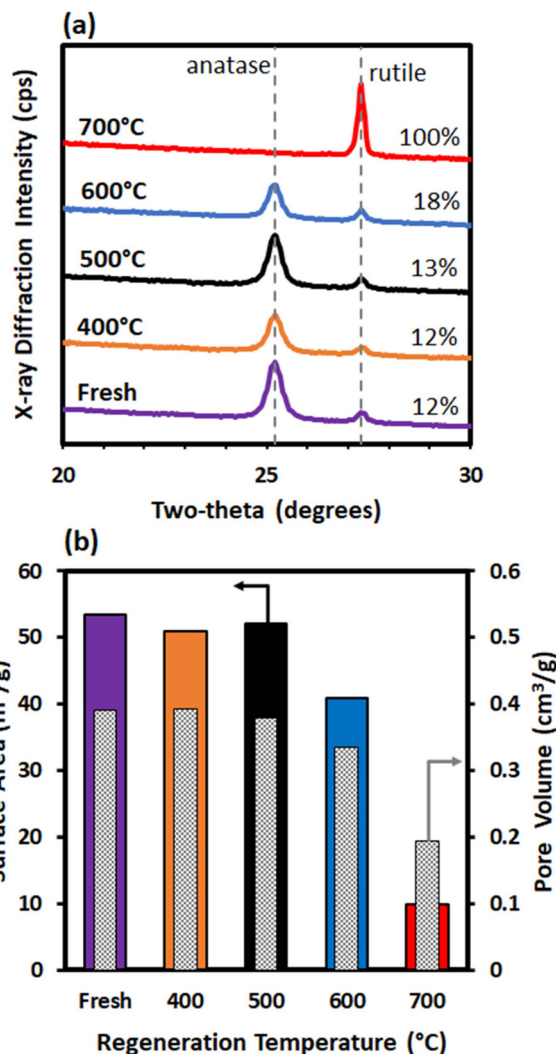 (a)
anatase
rutile
700°C
100%
600°C
18%
500°C
13%
400°C
12%
Fresh
12%
X-ray Diffraction Intensity (cps)
20
25
30
Two-theta (degrees)
(b)
60
50
40
30
20
10
0
0.6
0.5
0.4
0.3
0.2
0.1
0
Pore Volume (cm³/g)
Fresh
400
500
600
700
Regeneration Temperature (°C)